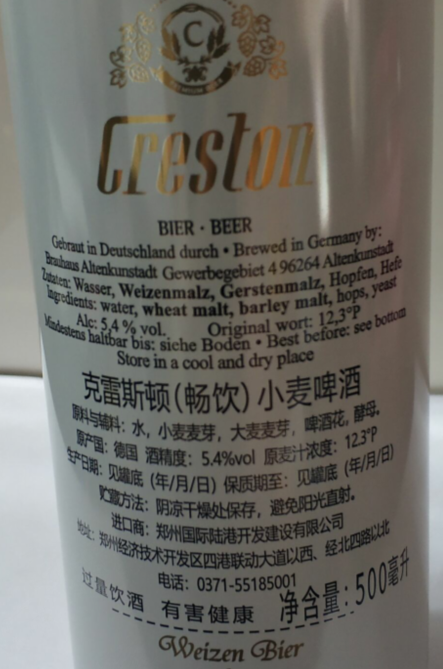 C
Creston
BIER · BEER
Gebraut in Deutschland durch • Brewed in Germany by:
Brauhaus Altenkunstadt Gewerbegebiet 4 96264 Altenkunstadt
Zutaten: Wasser, Weizenmalz, Gerstenmalz, Hopfen, Hefe
Ingredients: water, wheat malt, barley malt, hops, yeast
Alc: 5,4 % vol. Original wort: 12,3°P
Mindestens haltbar bis: siehe Boden • Best before: see bottom
Store in a cool and dry place
克雷斯顿(畅饮)小麦啤酒
原料与辅料: 水, 小麦麦芽, 大麦麦芽, 啤酒花, 酵母。
原产国: 德国 酒精度: 5.4%vol 原麦汁浓度: 12.3°P
生产日期: 见罐底 (年/月/日) 保质期至: 见罐底 (年/月/日)
贮藏方法: 阴凉干燥处保存, 避免阳光直射。
进口商: 郑州国际陆港开发建设有限公司
地址: 郑州经济技术开发区四港联动大道以西、经北四路以北
电话: 0371-55185001
过量饮酒 有害健康 净含量: 500毫升
Weizen Bier